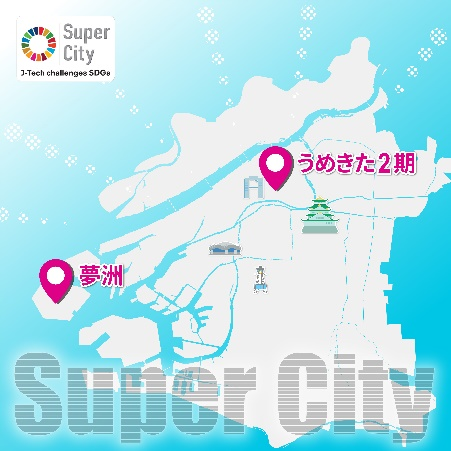 Super
City
J-Tech challenges SDGs
うめきた2期
夢洲
Super City